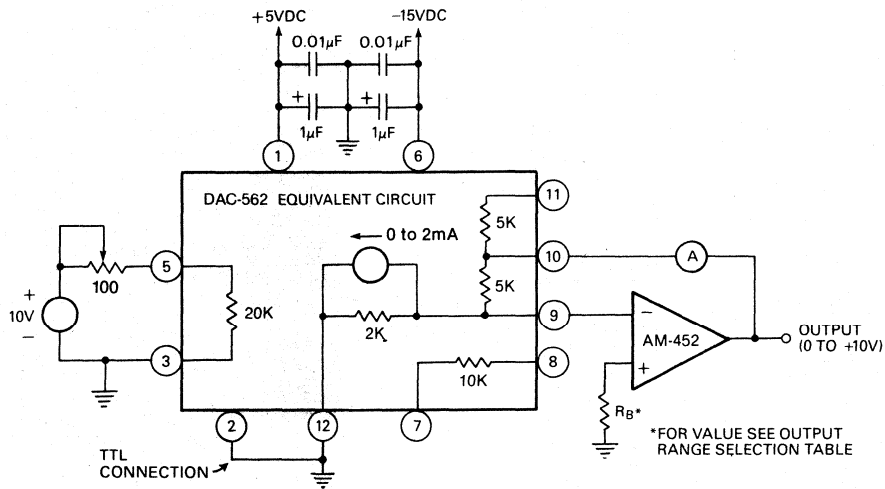 +5VDC
-15VDC
0.01µF
0.01µF
+
+
1µF
1µF
1
6
DAC-562 EQUIVALENT CIRCUIT
11
5K
0 to 2mA
5
10
A
100
5K
+
10V
-
20K
2K
9
-
AM-452
+
OUTPUT
(0 TO +10V)
3
10K
8
RB*
2
12
7
*FOR VALUE SEE OUTPUT
RANGE SELECTION TABLE
TTL
CONNECTION